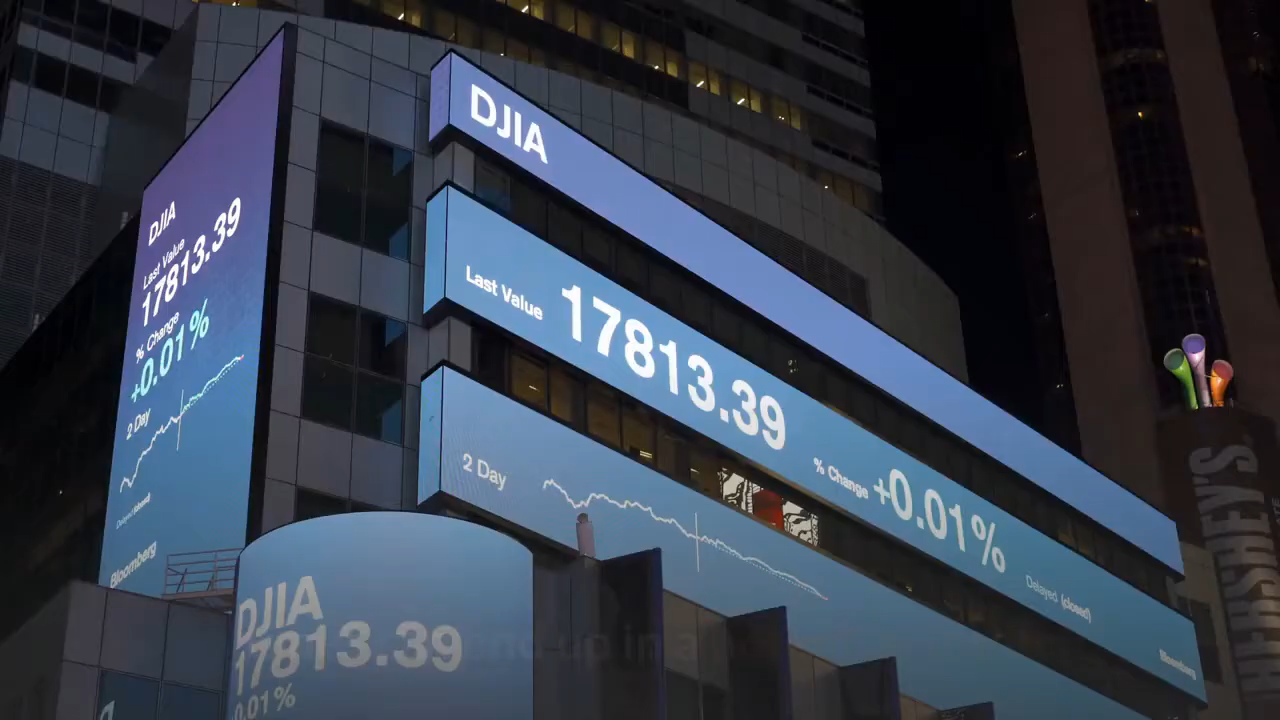 DJIA
Last Value
17813.39
% Change
+0.01%
2 Day
Delayed (closed)
Bloomberg
DJIA
Last Value 17813.39 % Change +0.01% Delayed (closed)
2 Day
Bloomberg
DJIA
17813.39
0.01%
HERSHEY'S